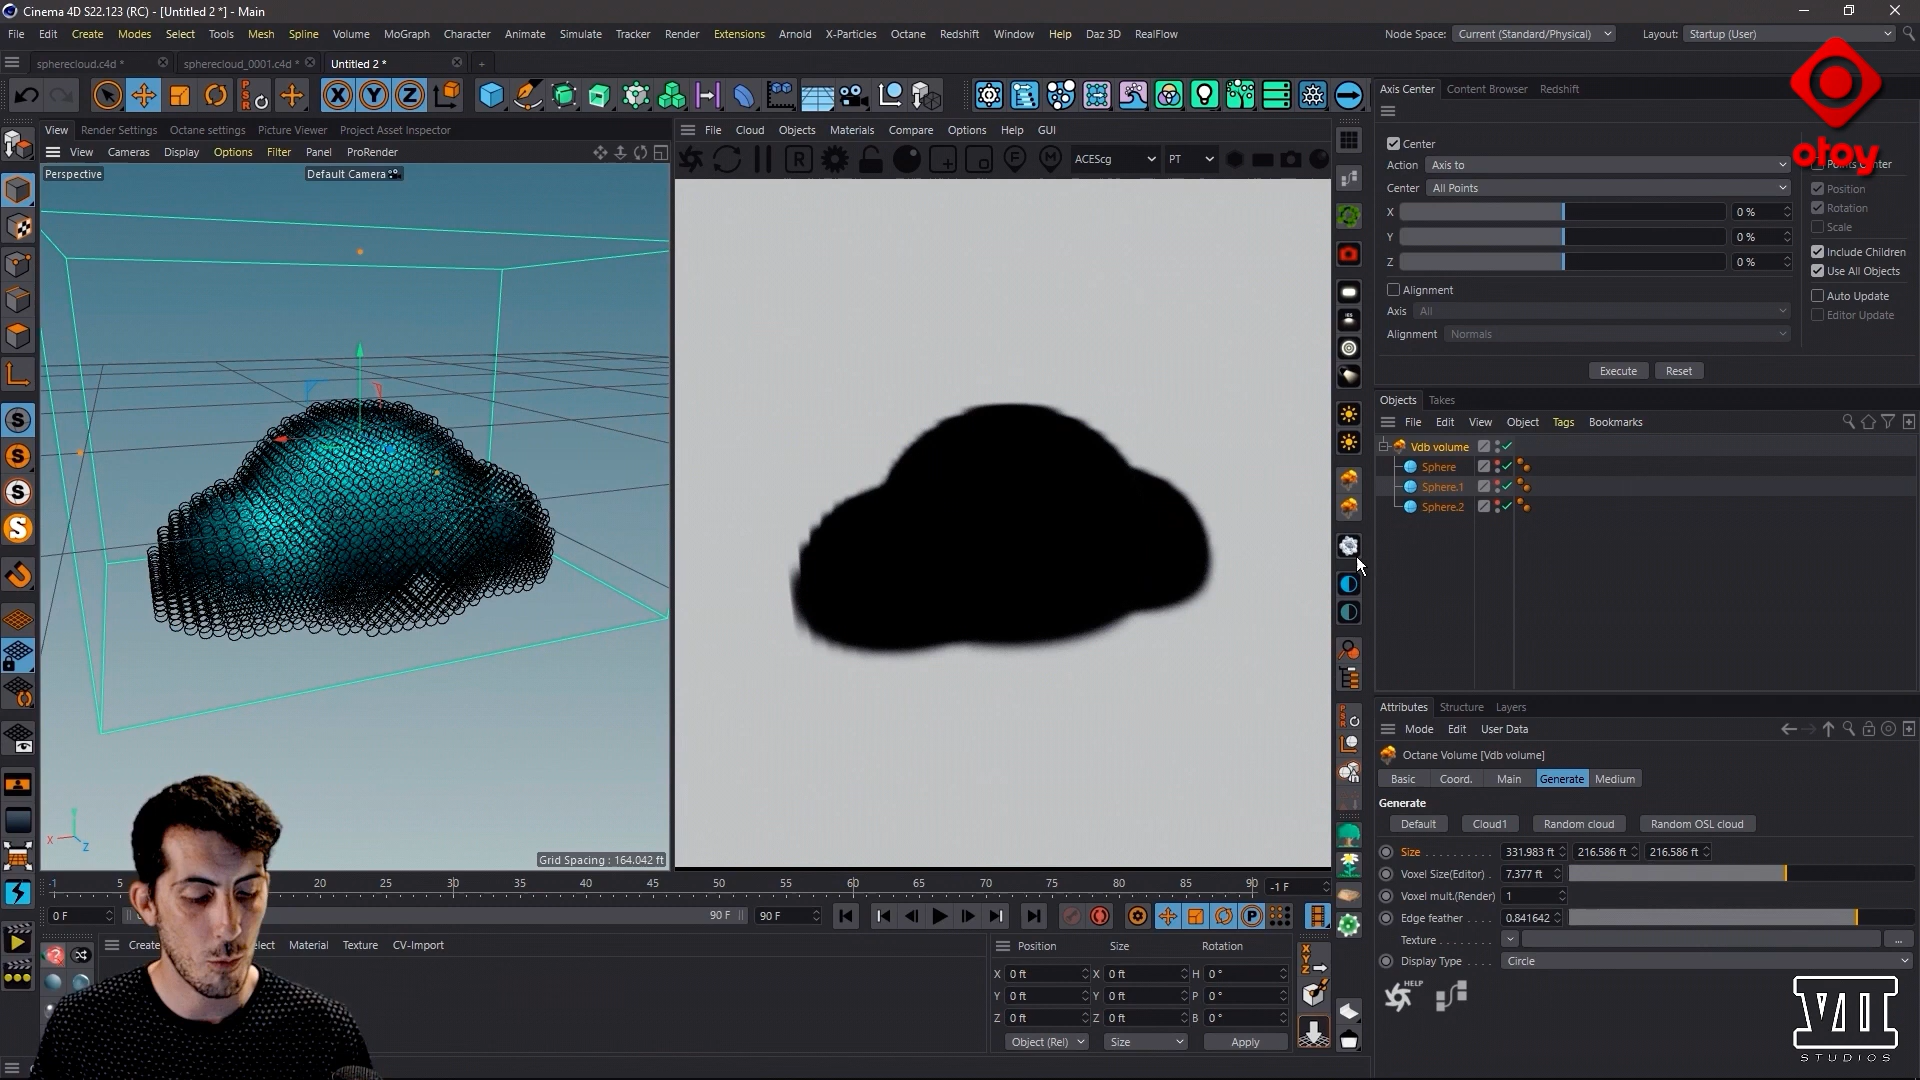 Cinema 4D S22.123 (RC) - [Untitled 2 *] - Main
File Edit Create Modes Select Tools Mesh Spline Volume MoGraph Character Animate Simulate Tracker Render Extensions Arnold X-Particles Octane Redshift Window Help Daz 3D RealFlow Node Space: Current (Standard/Physical) Layout: Startup (User)
spherecloud.c4d * spherecloud_0001.c4d * Untitled 2 *
X Y Z
PSR
Axis Center Content Browser Redshift
otoy
View Render Settings Octane settings Picture Viewer Project Asset Inspector
File Cloud Objects Materials Compare Options Help GUI
View Cameras Display Options Filter Panel ProRender
R F M ACEScg PT
Perspective Default Camera
Center
Action Axis to
Center All Points
X 0 %
Y 0 %
Z 0 %
Position
Rotation
Scale
Include Children
Use All Objects
Auto Update
Editor Update
Alignment
Axis All
Alignment Normals
Execute Reset
Objects Takes
File Edit View Object Tags Bookmarks
Vdb volume
Sphere
Sphere.1
Sphere.2
S
S
S
S
X Y Z
Grid Spacing : 164.042 ft
Attributes Structure Layers
Mode Edit User Data
Octane Volume [Vdb volume]
Basic Coord. Main Generate Medium
Generate
Default Cloud1 Random cloud Random OSL cloud
Size 331.983 ft 216.586 ft 216.586 ft
Voxel Size(Editor) 7.377 ft
Voxel mult.(Render) 1
Edge feather 0.841642
Texture ...
Display Type Circle
HELP
-1 5 20 25 30 35 40 45 50 55 60 65 70 75 80 85 90 -1 F
0 F 90 F 90 F P
Create Material Texture CV-Import
Position Size Rotation
X 0 ft X 0 ft H 0 °
Y 0 ft Y 0 ft P 0 °
Z 0 ft Z 0 ft B 0 °
Object (Rel) Size Apply
XYZ
VII
STUDIOS